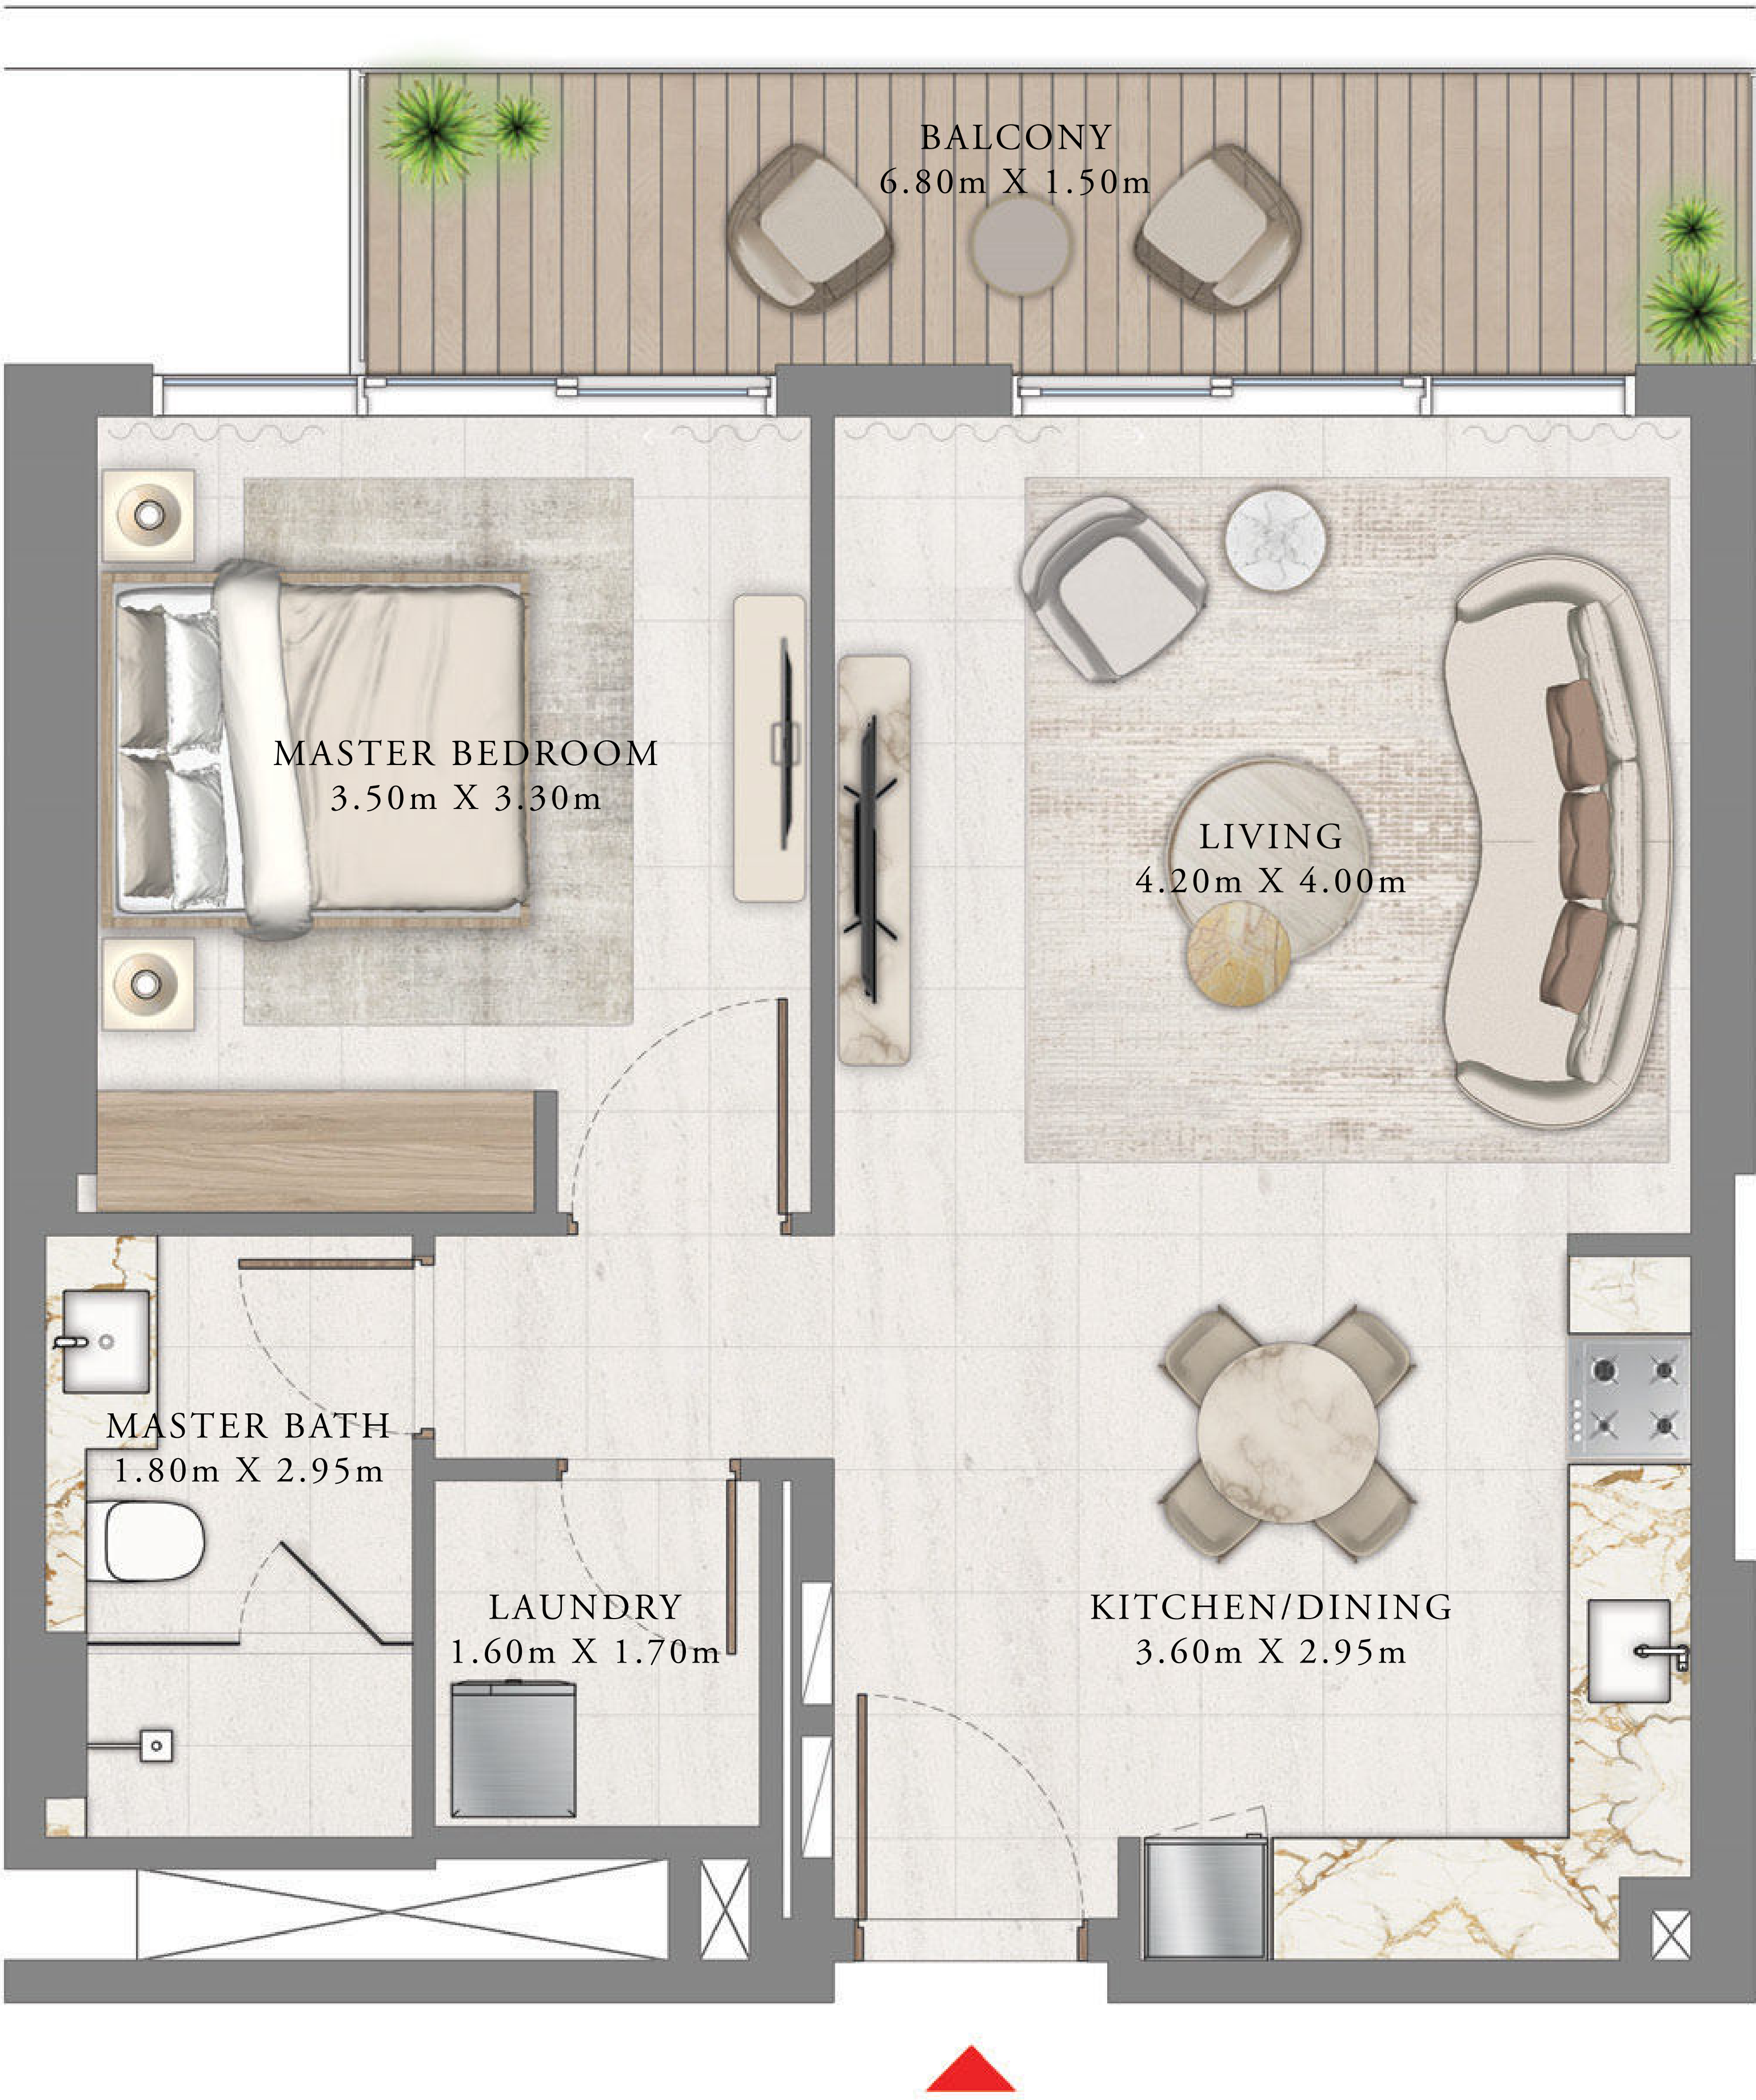 BALCONY
6.80m X 1.50m
MASTER BEDROOM
3.50m X 3.30m
LIVING
4.20m X 4.00m
MASTER BATH
1.80m X 2.95m
LAUNDRY
1.60m X 1.70m
KITCHEN/DINING
3.60m X 2.95m